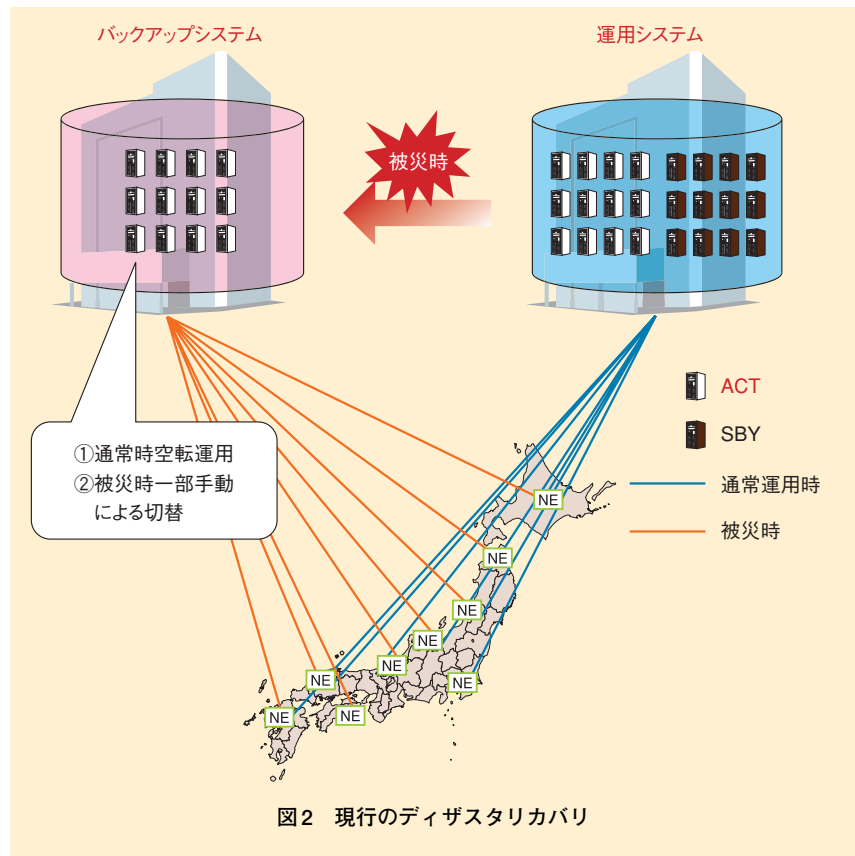 バックアップシステム
運用システム
被災時
ACT
SBY
通常運用時
被災時
①通常時空転運用
②被災時一部手動
による切替
NE
NE
NE
NE
NE
NE
NE
NE
NE
図2 現行のディザスタリカバリ